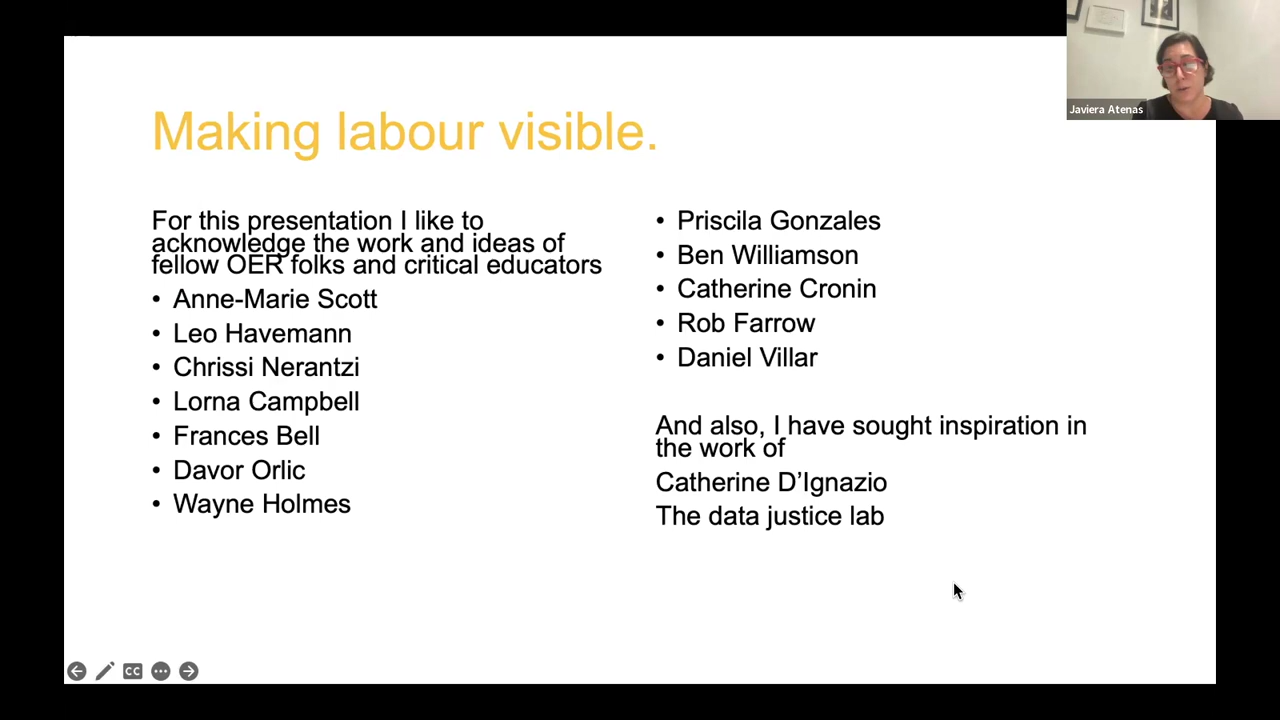 Making labour visible.
For this presentation I like to
acknowledge the work and ideas of
fellow OER folks and critical educators
• Anne-Marie Scott
• Leo Havemann
• Chrissi Nerantzi
• Lorna Campbell
• Frances Bell
• Davor Orlic
• Wayne Holmes
• Priscila Gonzales
• Ben Williamson
• Catherine Cronin
• Rob Farrow
• Daniel Villar
And also, I have sought inspiration in
the work of
Catherine D’Ignazio
The data justice lab
Javiera Atenas
CC